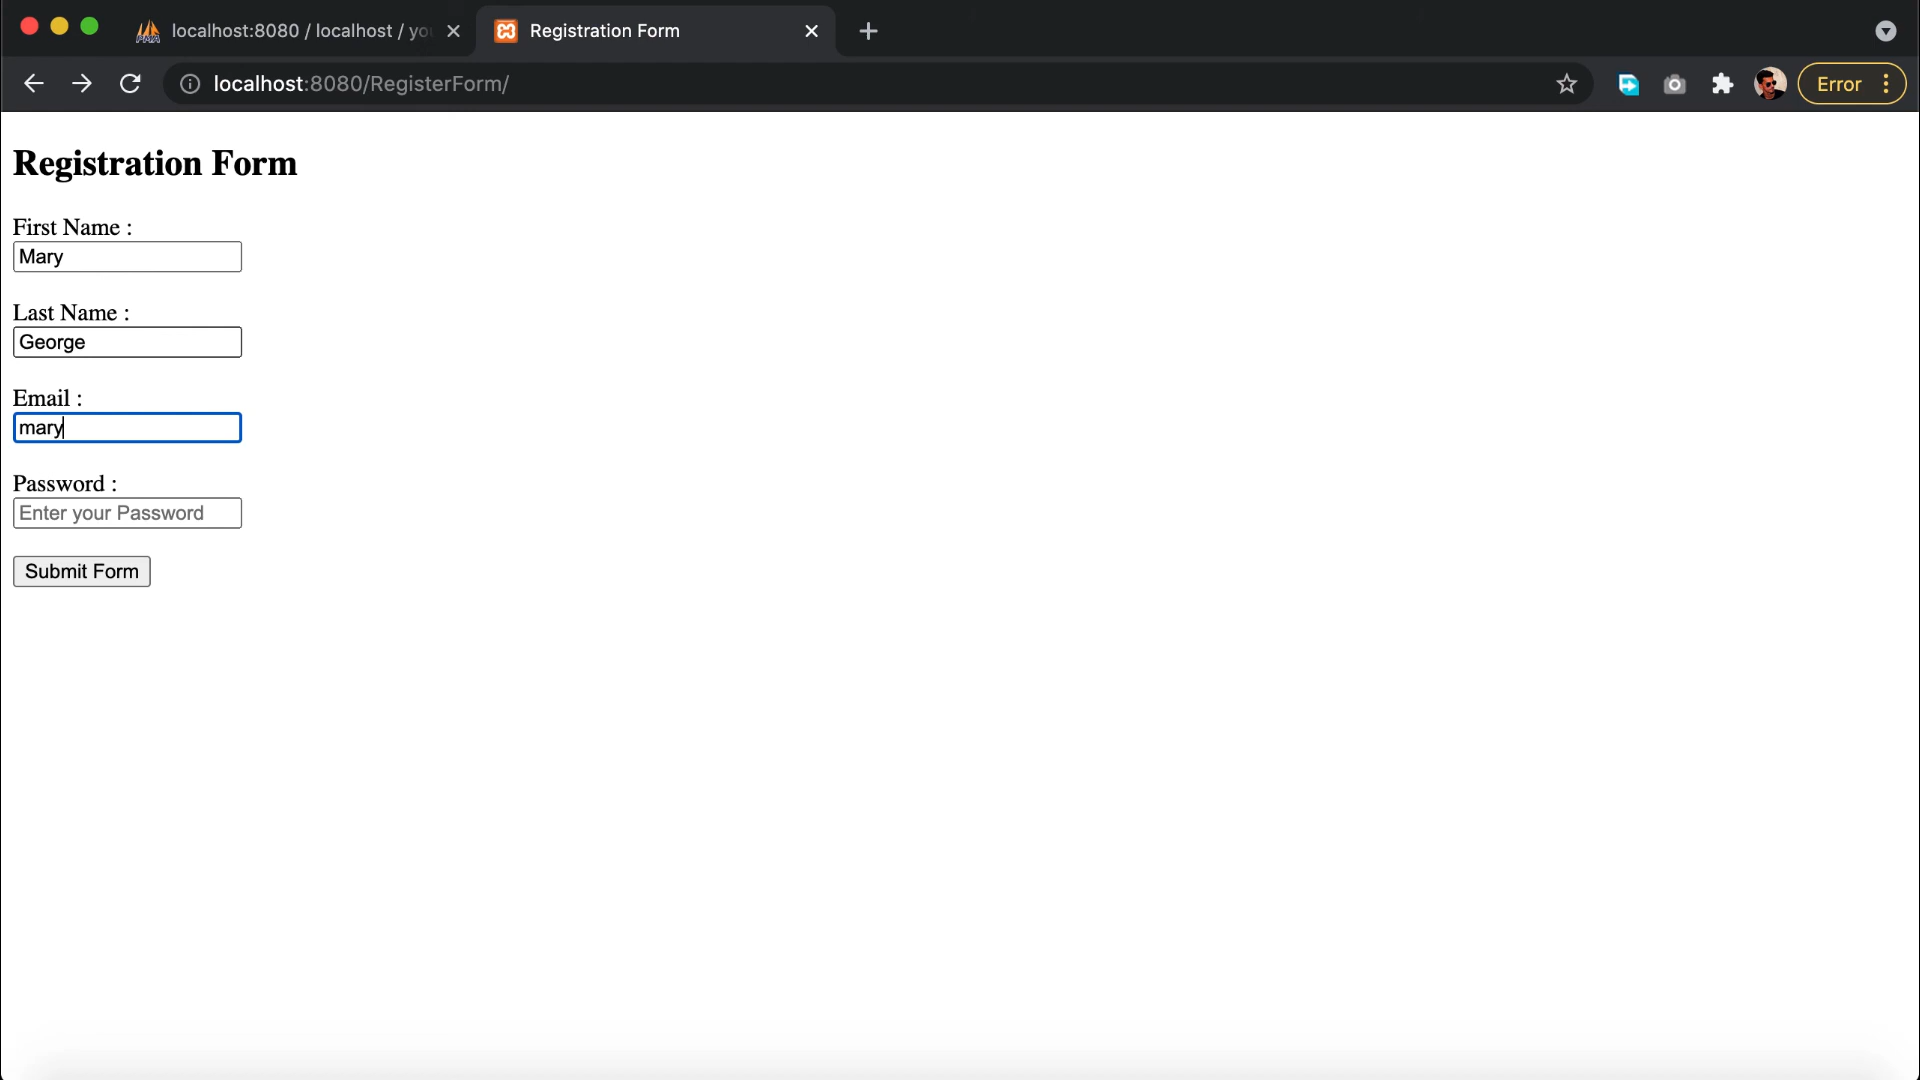 localhost:8080 / localhost / you
Registration Form
localhost:8080/RegisterForm/
Error
Registration Form
First Name :
Mary
Last Name :
George
Email :
mary
Password :
Enter your Password
Submit Form